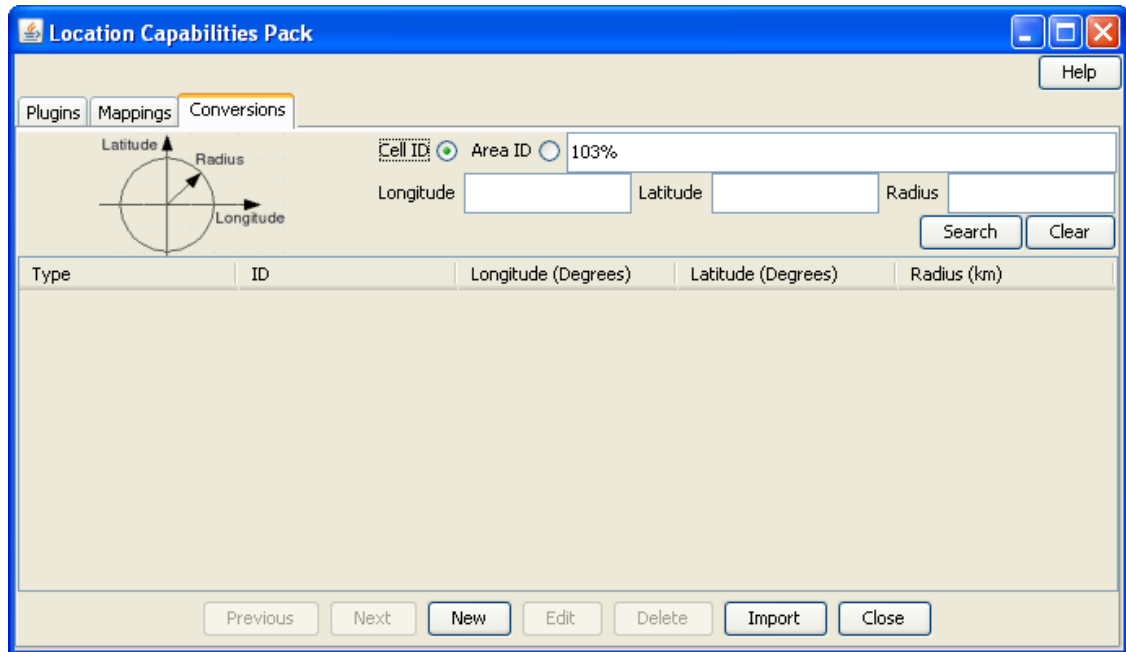 Location Capabilities Pack
Help
Plugins Mappings Conversions
Latitude
Radius
Longitude
Cell ID Area ID 103%
Longitude Latitude Radius
Search Clear
Type ID Longitude (Degrees) Latitude (Degrees) Radius (km)
Previous Next New Edit Delete Import Close